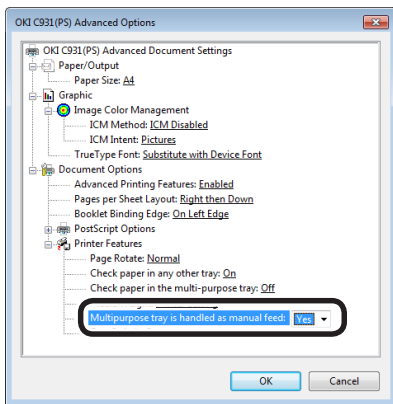 OKI C931(PS) Advanced Options
OKI C931(PS) Advanced Document Settings
Paper/Output
Paper Size: A4
Graphic
Image Color Management
ICM Method: ICM Disabled
ICM Intent: Pictures
TrueType Font: Substitute with Device Font
Document Options
Advanced Printing Features: Enabled
Pages per Sheet Layout: Right then Down
Booklet Binding Edge: On Left Edge
PostScript Options
Printer Features
Page Rotate: Normal
Check paper in any other tray: On
Check paper in the multi-purpose tray: Off
Multipurpose tray is handled as manual feed: Yes
OK Cancel